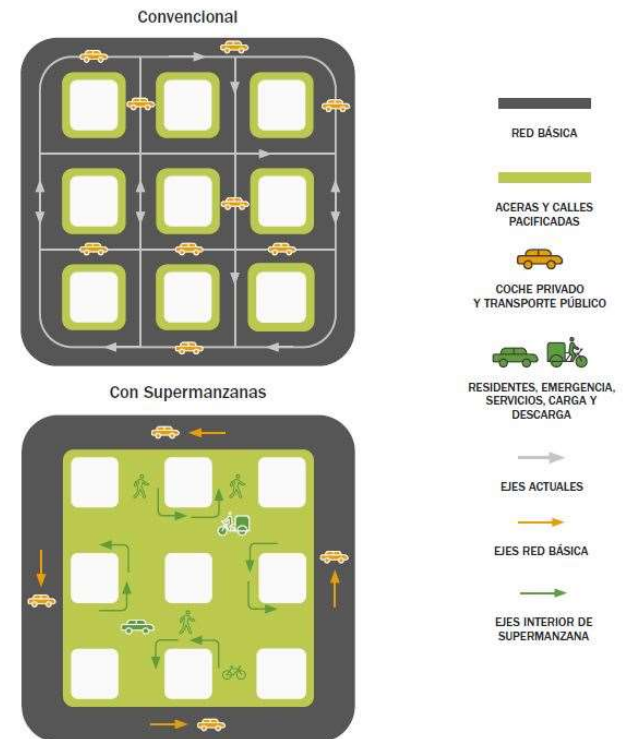 Convencional
Con Supermanzanas
RED BÁSICA
ACERAS Y CALLES
PACIFICADAS
COCHE PRIVADO
Y TRANSPORTE PÚBLICO
RESIDENTES, EMERGENCIA,
SERVICIOS, CARGA Y
DESCARGA
EJES ACTUALES
EJES RED BÁSICA
EJES INTERIOR DE
SUPERMANZANA